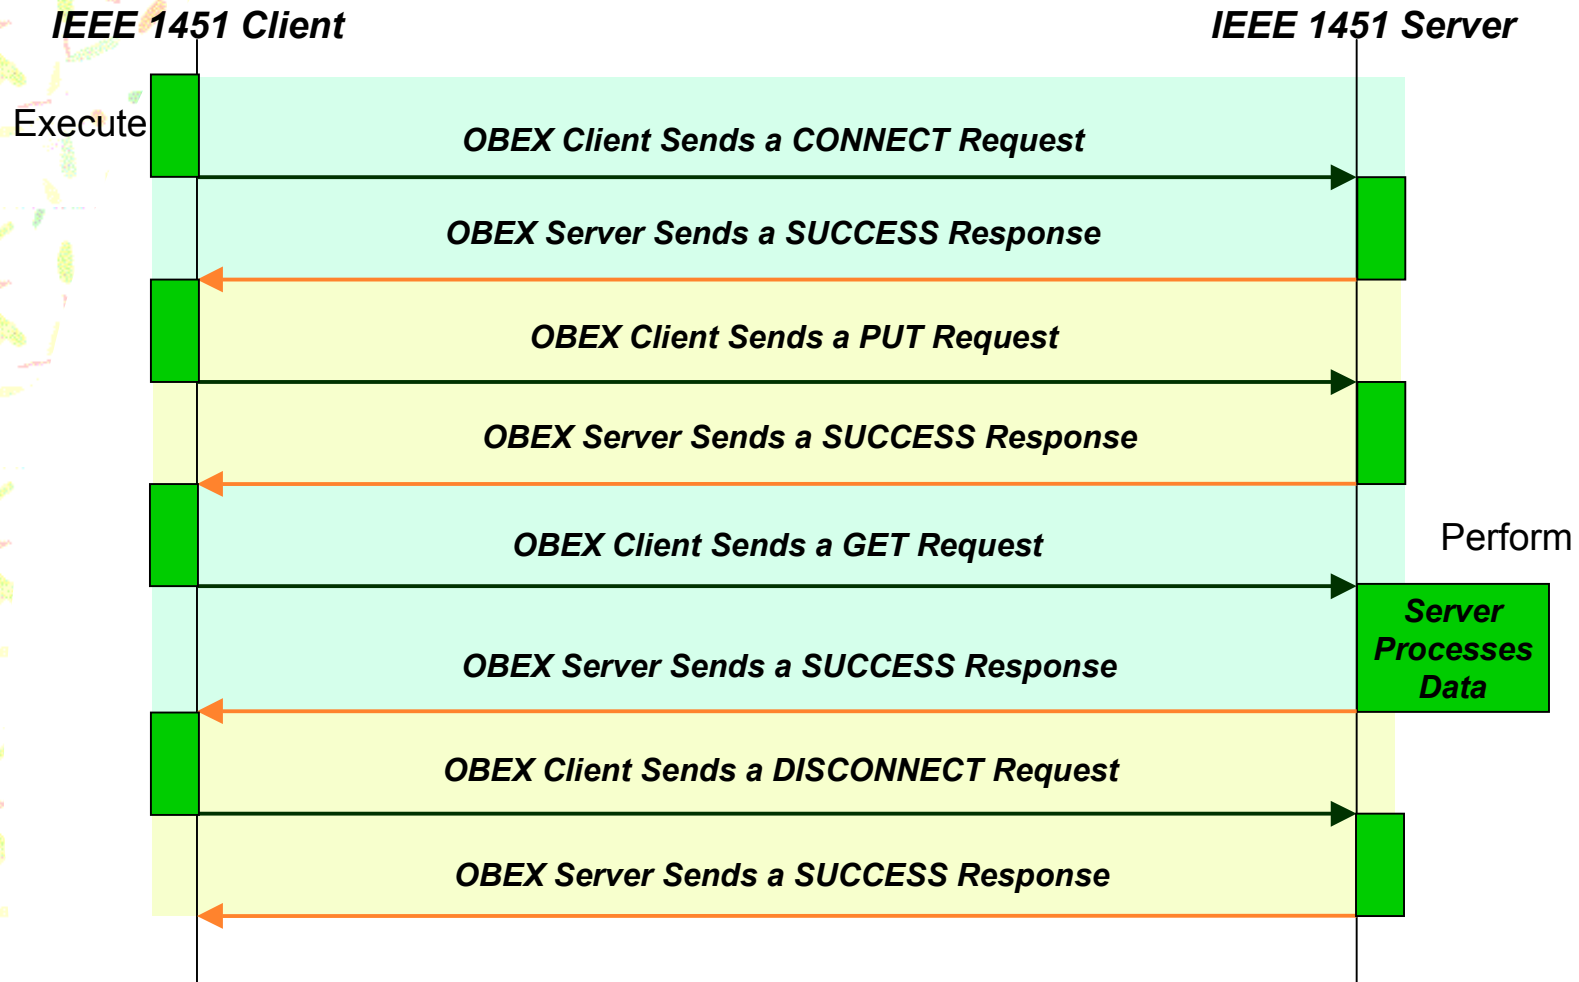 IEEE 1451 Client
IEEE 1451 Server
Execute
OBEX Client Sends a CONNECT Request
OBEX Server Sends a SUCCESS Response
OBEX Client Sends a PUT Request
OBEX Server Sends a SUCCESS Response
OBEX Client Sends a GET Request
Perform
Server
Processes
Data
OBEX Server Sends a SUCCESS Response
OBEX Client Sends a DISCONNECT Request
OBEX Server Sends a SUCCESS Response